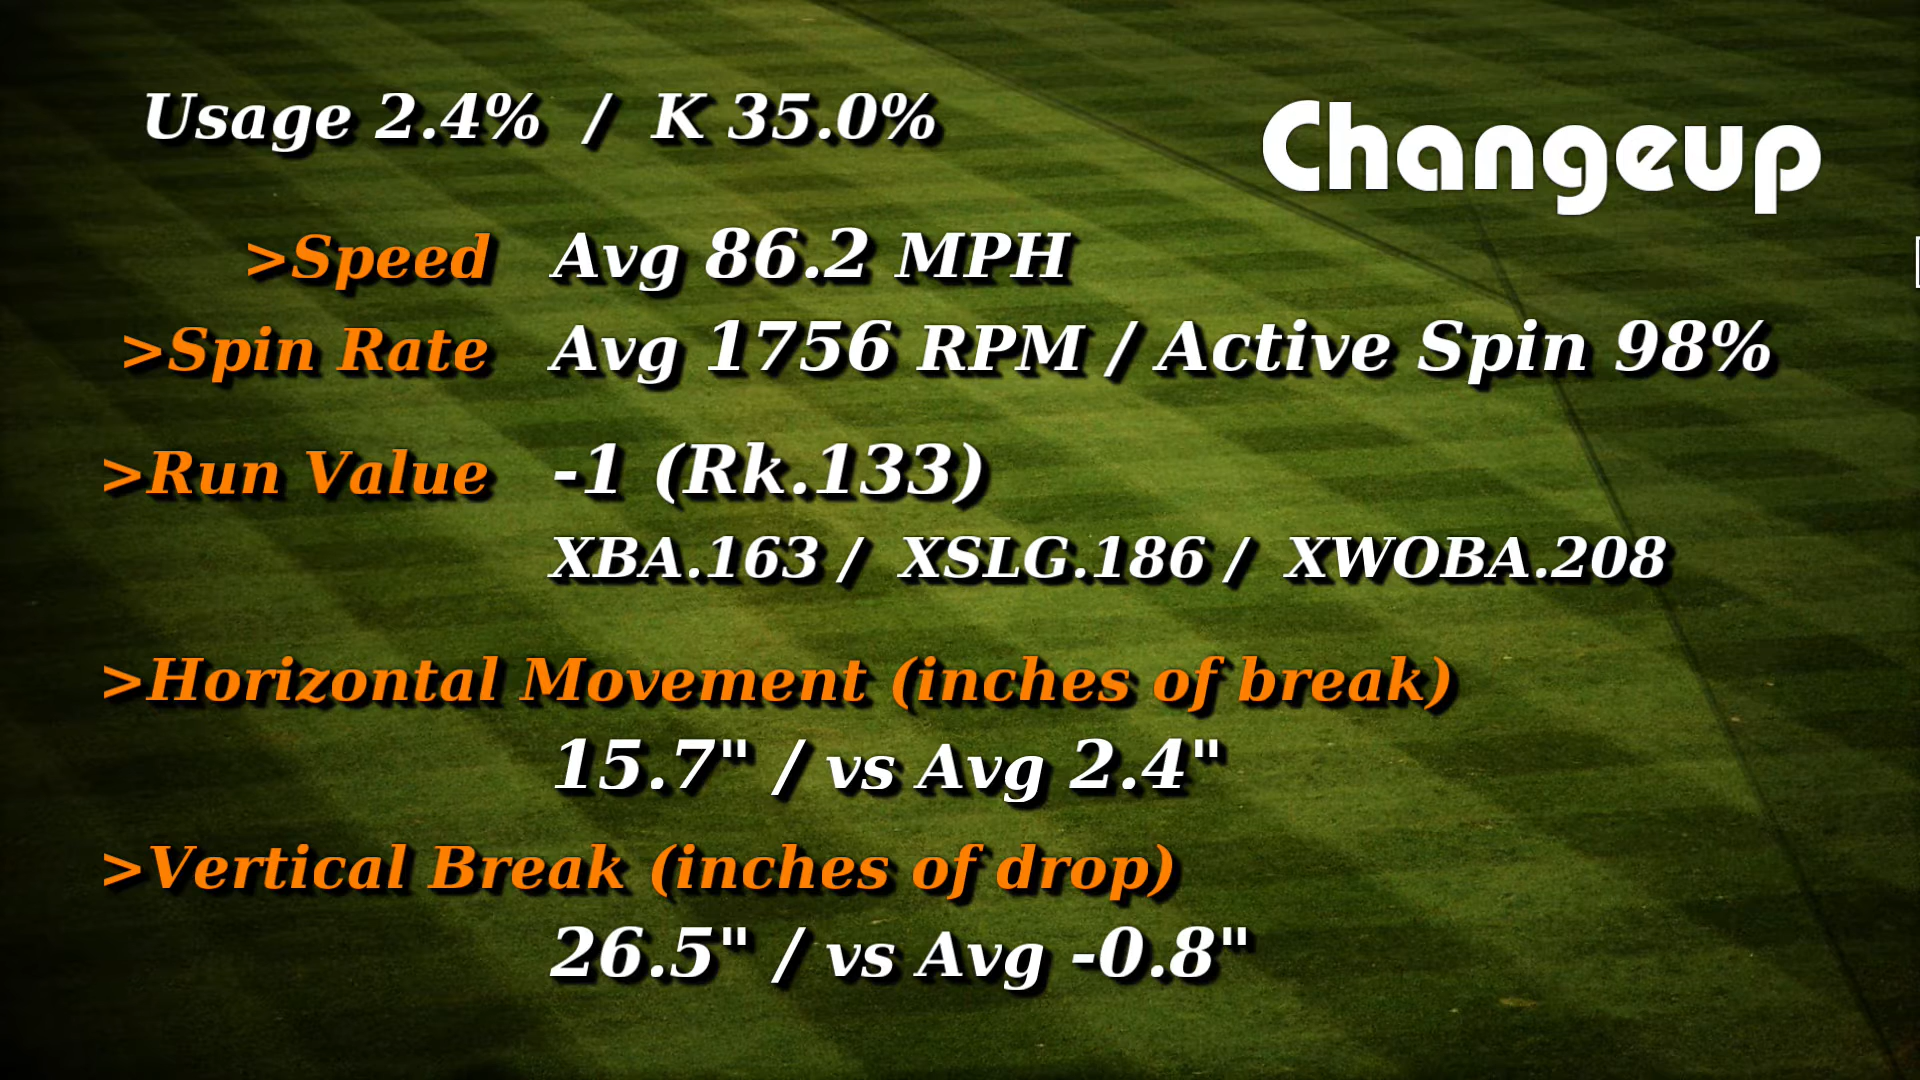 Usage 2.4% / K 35.0%
Changeup
>Speed Avg 86.2 MPH
>Spin Rate Avg 1756 RPM / Active Spin 98%
>Run Value -1 (Rk.133)
XBA.163 / XSLG.186 / XWOBA.208
>Horizontal Movement (inches of break)
15.7" / vs Avg 2.4"
>Vertical Break (inches of drop)
26.5" / vs Avg -0.8"